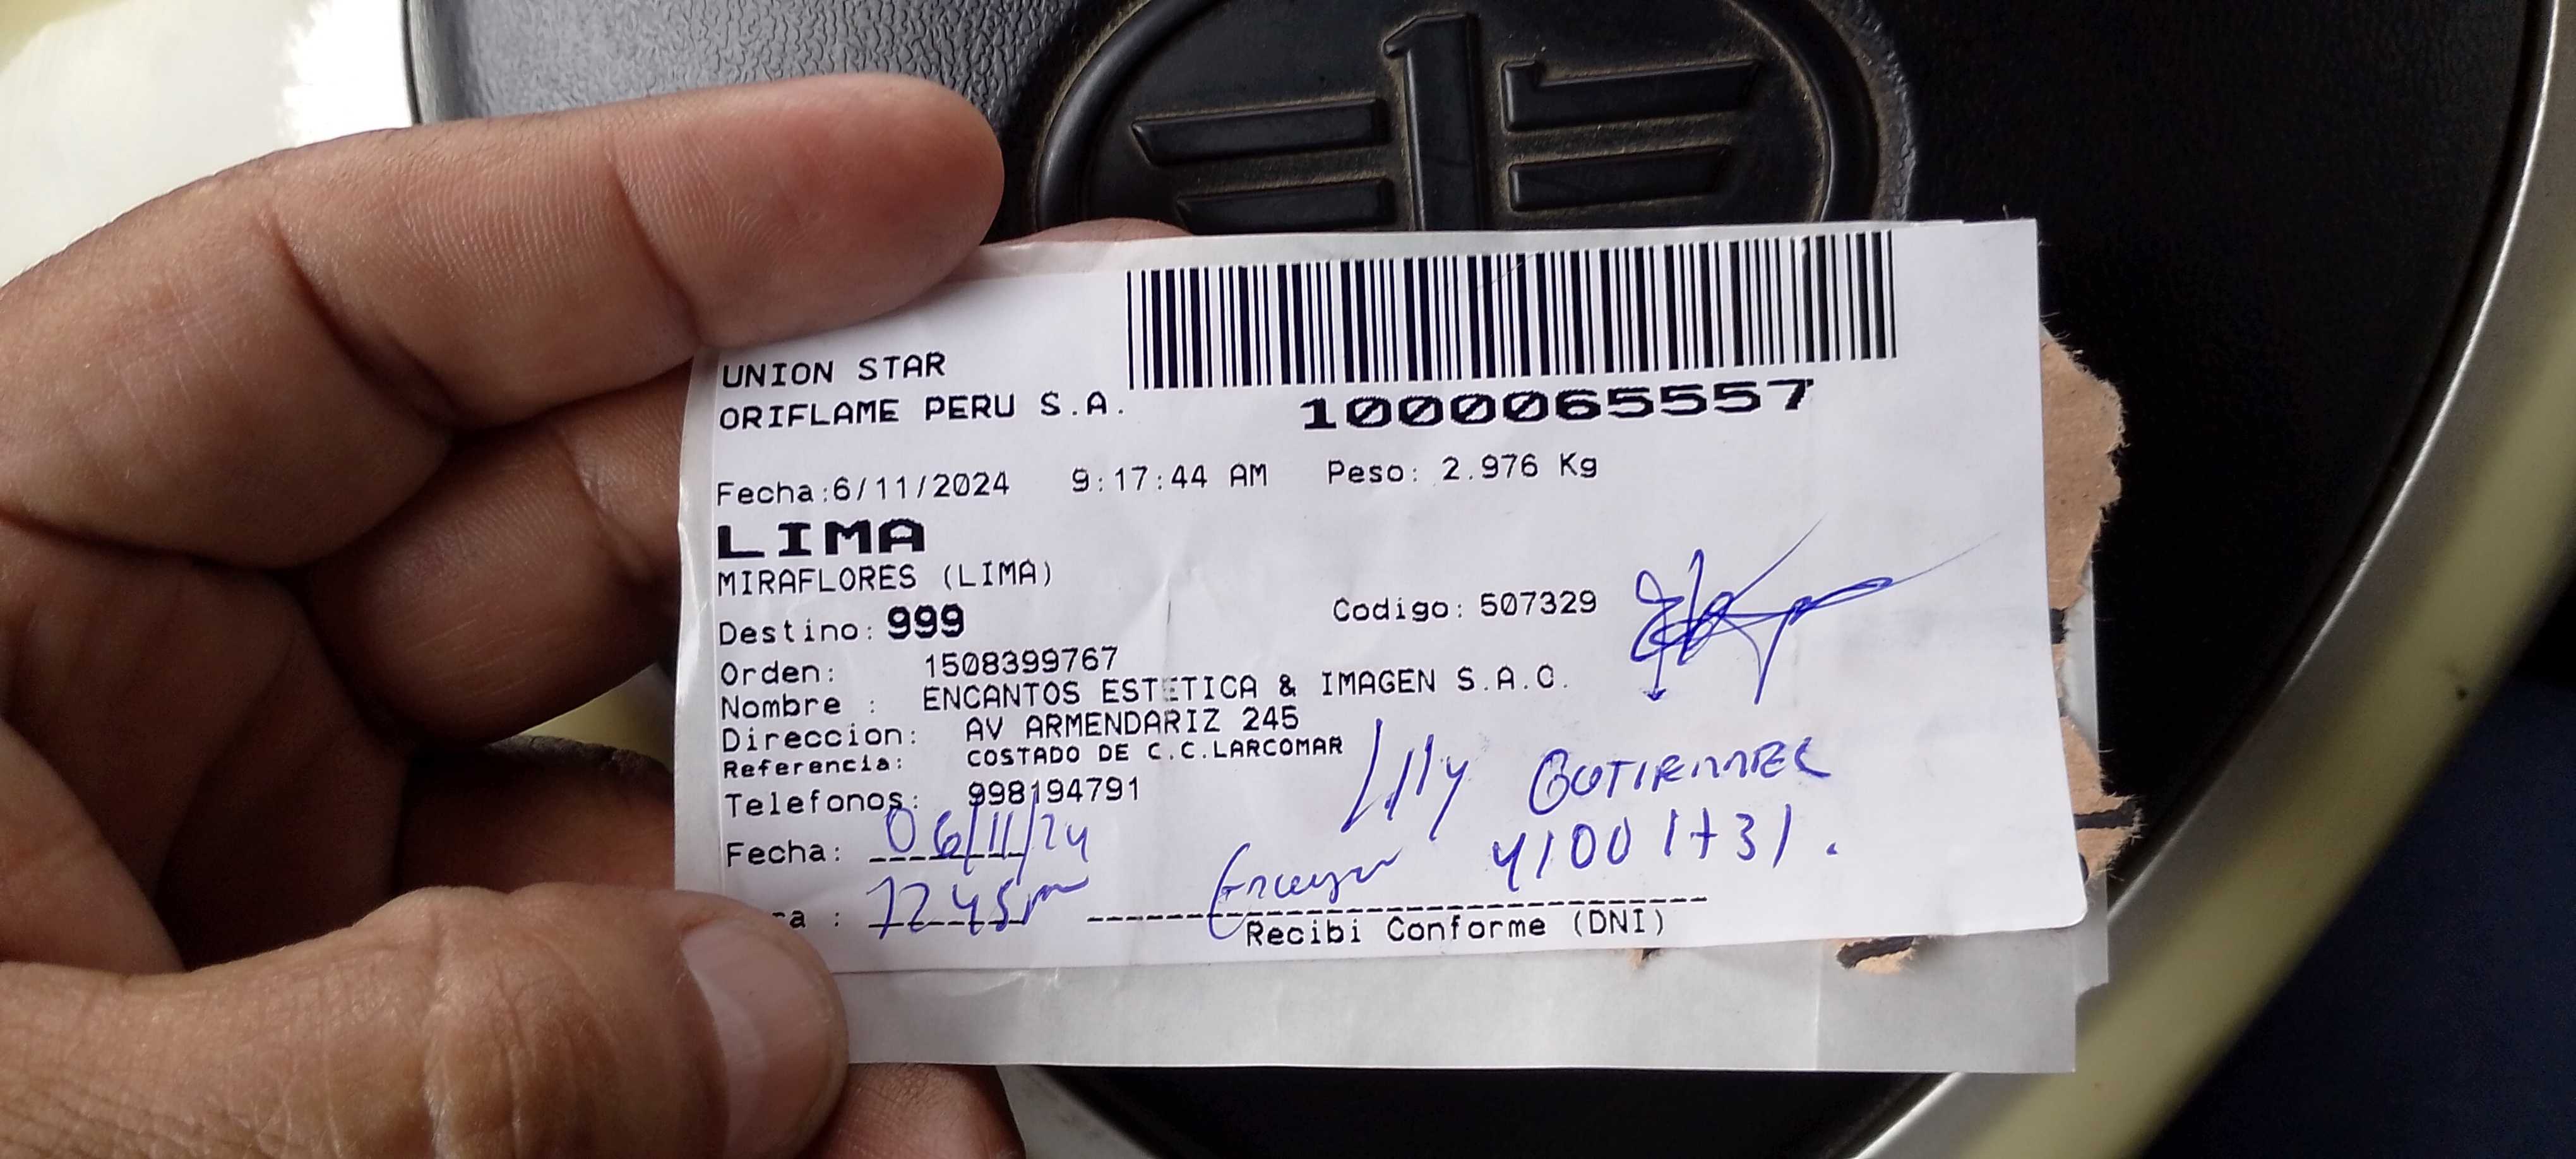 UNION STAR
ORIFLAME PERU S.A.
1000065557
Fecha:6/11/2024 9:17:44 AM Peso: 2.976 Kg
LIMA
MIRAFLORES (LIMA)
Destino: 999 Codigo: 507329
Orden: 1508399767
Nombre : ENCANTOS ESTETICA & IMAGEN S.A.C.
Direccion: AV ARMENDARIZ 245
Referencia: COSTADO DE C.C.LARCOMAR
Telefonos: 998194791
Lilly
Fecha: 06/11/24
a : 1245pm
Recibi Conforme (DNI)